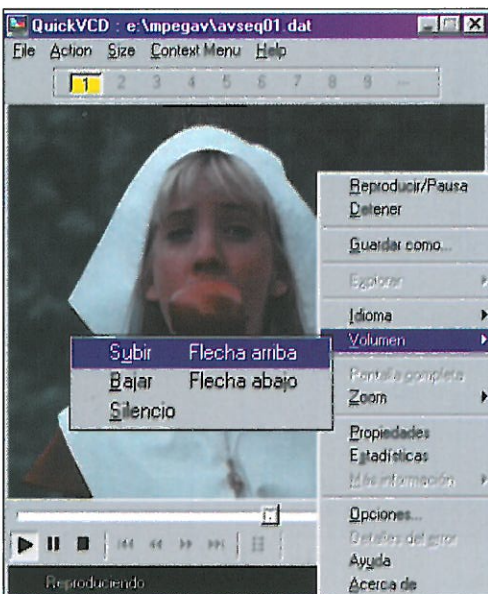 QuickVCD : e:\mpegav\avseq01.dat
File Action Size Context Menu Help
1 2 3 4 5 6 7 8 9 ...
Reproducir/Pausa
Detener
Guardar como...
Explorar
Idioma
Volumen
Subir Flecha arriba
Bajar Flecha abajo
Silencio
Pantalla completa
Zoom
Propiedades
Estadísticas
Más información
Opciones...
Detalles del error
Ayuda
Acerca de
Reproduciendo